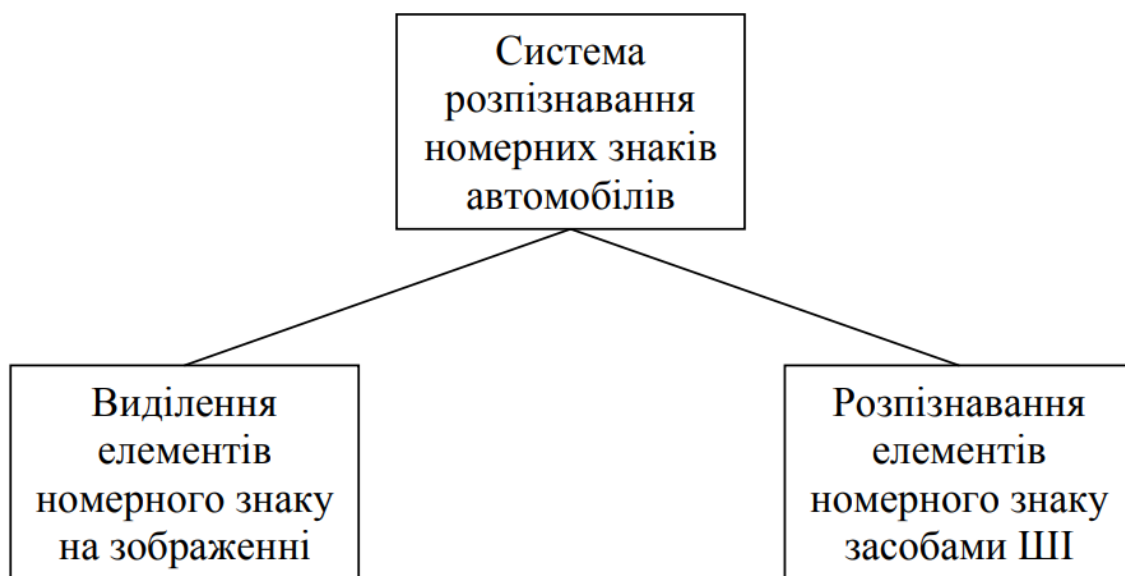 Система
розпізнавання
номерних знаків
автомобілів
Виділення
елементів
номерного знаку
на зображенні
Розпізнавання
елементів
номерного знаку
засобами ШІ